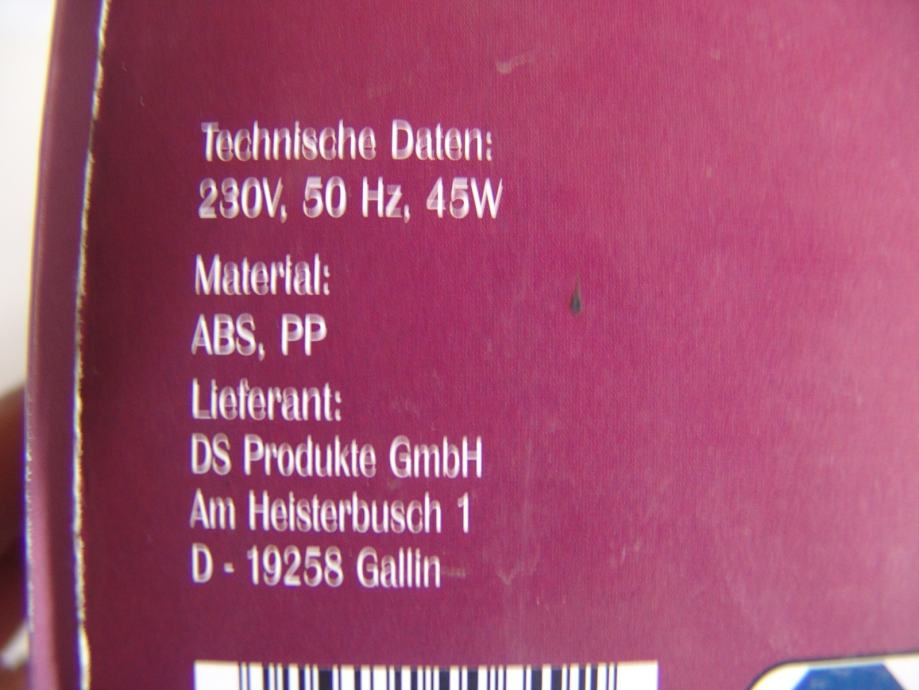 Technische Daten:
230V, 50 Hz, 45W
Material:
ABS, PP
Lieferant:
DS Produkte GmbH
Am Heisterbusch 1
D - 19258 Gallin